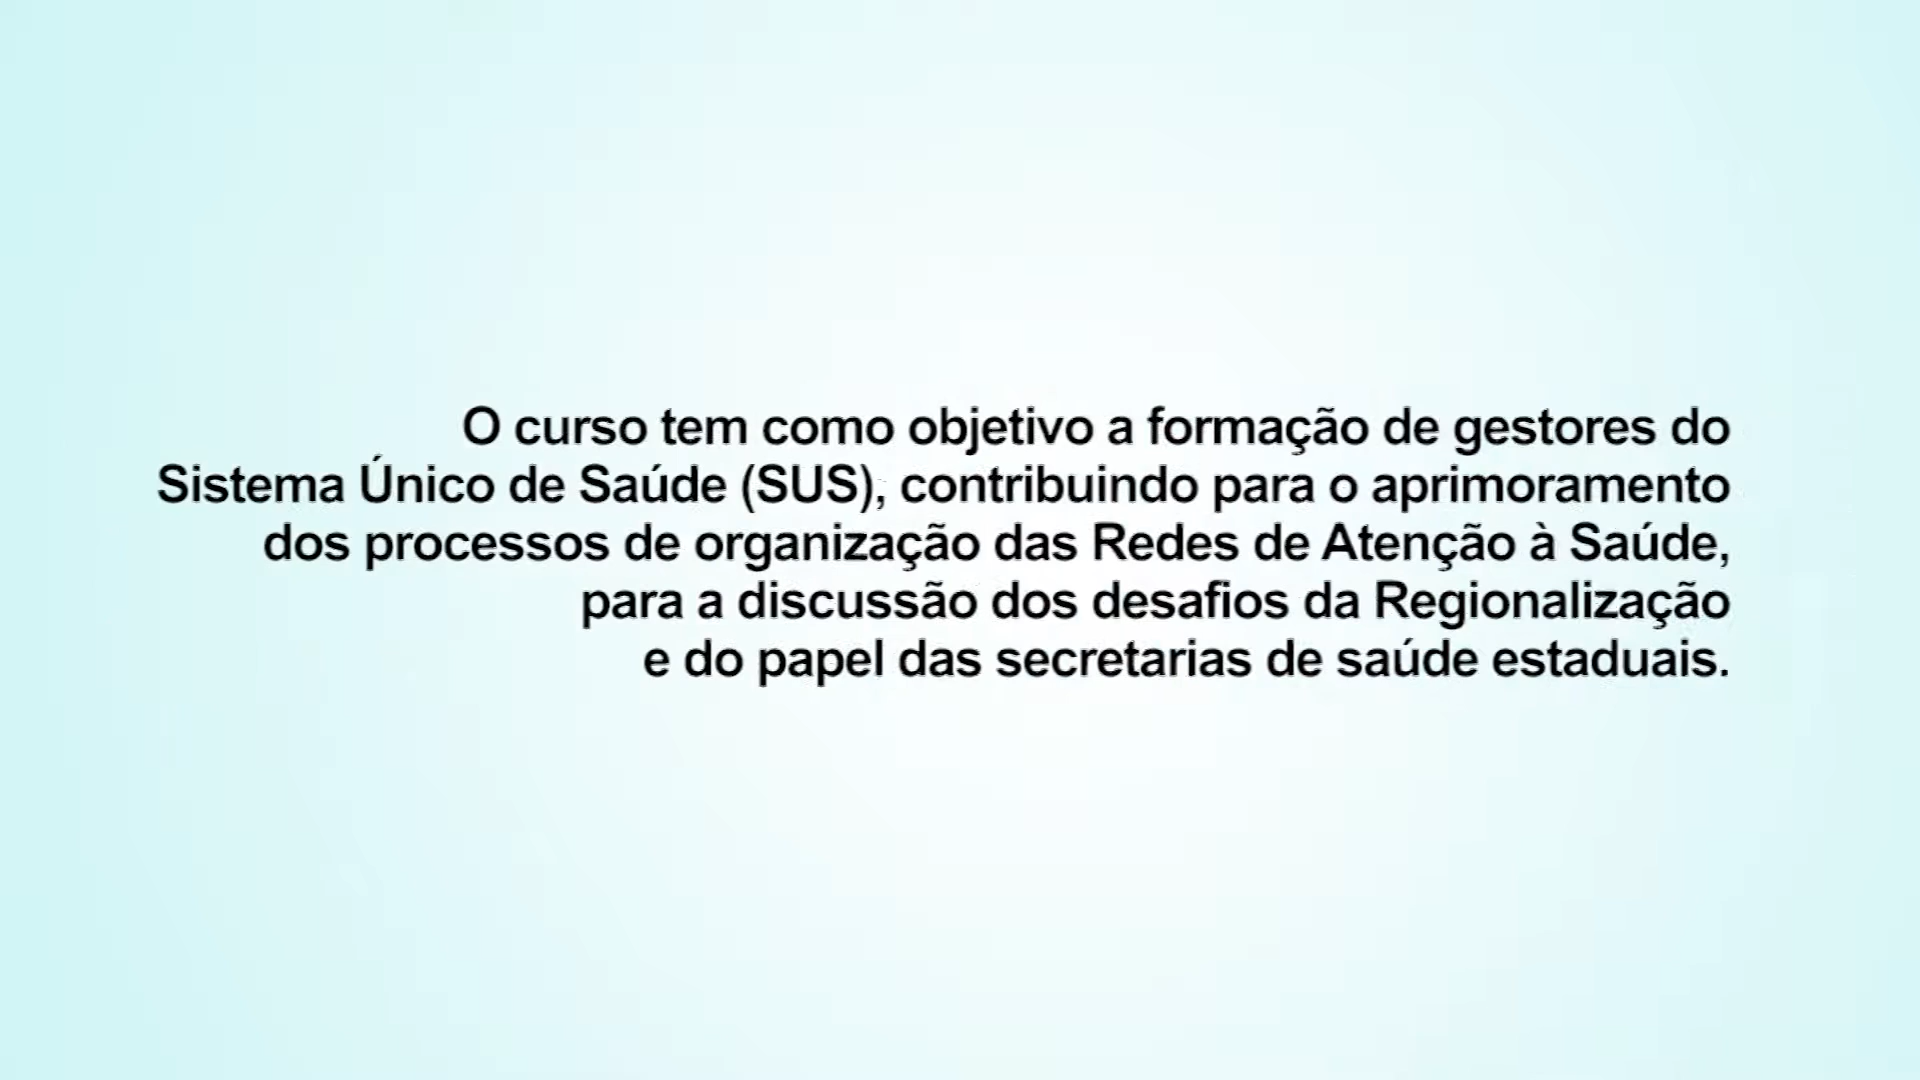 O curso tem como objetivo a formação de gestores do
Sistema Único de Saúde (SUS), contribuindo para o aprimoramento
dos processos de organização das Redes de Atenção à Saúde,
para a discussão dos desafios da Regionalização
e do papel das secretarias de saúde estaduais.